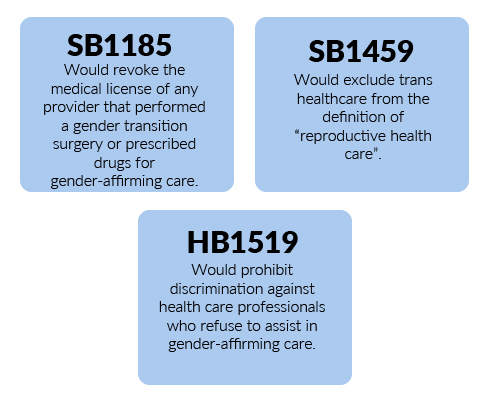 SB1185
Would revoke the
medical license of any
provider that performed
a gender transition
surgery or prescribed
drugs for
gender-affirming care.
SB1459
Would exclude trans
healthcare from the
definition of
“reproductive health
care”.
HB1519
Would prohibit
discrimination against
health care professionals
who refuse to assist in
gender-affirming care.